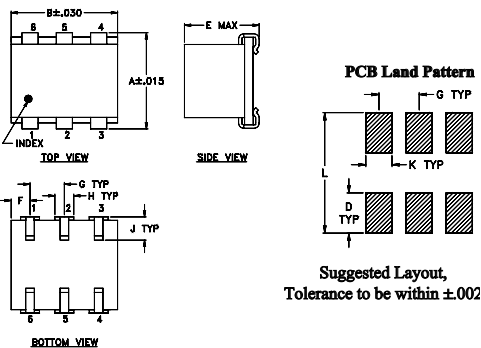 B±.030
6 5 4
A±.015
INDEX
1 2 3
TOP VIEW
E MAX
SIDE VIEW
PCB Land Pattern
G TYP
K TYP
L
D
TYP
Suggested Layout,
Tolerance to be within ±.002
G TYP
H TYP
F
1 2 3
J TYP
6 5 4
BOTTOM VIEW